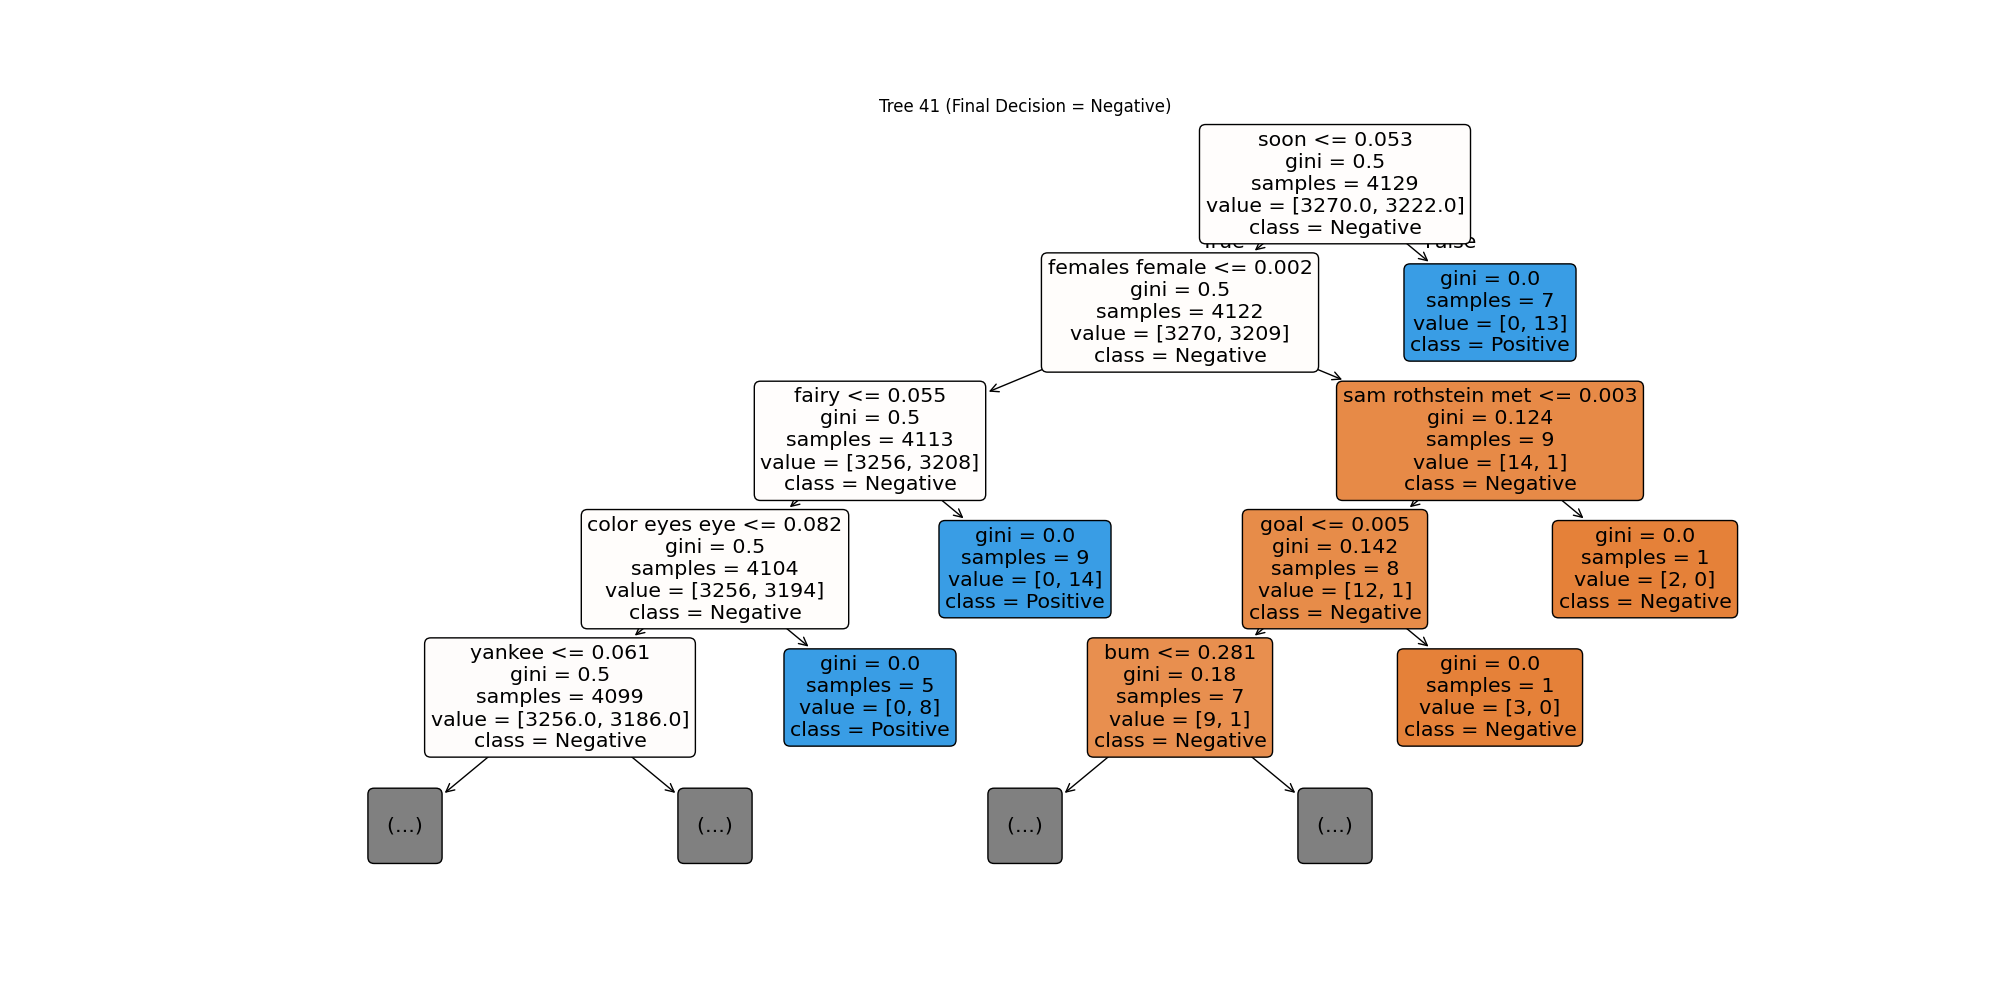 Tree 41 (Final Decision = Negative)
soon <= 0.053
gini = 0.5
samples = 4129
value = [3270.0, 3222.0]
class = Negative
True
False
females female <= 0.002
gini = 0.5
samples = 4122
value = [3270, 3209]
class = Negative
gini = 0.0
samples = 7
value = [0, 13]
class = Positive
fairy <= 0.055
gini = 0.5
samples = 4113
value = [3256, 3208]
class = Negative
sam rothstein met <= 0.003
gini = 0.124
samples = 9
value = [14, 1]
class = Negative
color eyes eye <= 0.082
gini = 0.5
samples = 4104
value = [3256, 3194]
class = Negative
gini = 0.0
samples = 9
value = [0, 14]
class = Positive
goal <= 0.005
gini = 0.142
samples = 8
value = [12, 1]
class = Negative
gini = 0.0
samples = 1
value = [2, 0]
class = Negative
yankee <= 0.061
gini = 0.5
samples = 4099
value = [3256.0, 3186.0]
class = Negative
gini = 0.0
samples = 5
value = [0, 8]
class = Positive
bum <= 0.281
gini = 0.18
samples = 7
value = [9, 1]
class = Negative
gini = 0.0
samples = 1
value = [3, 0]
class = Negative
(...)
(...)
(...)
(...)